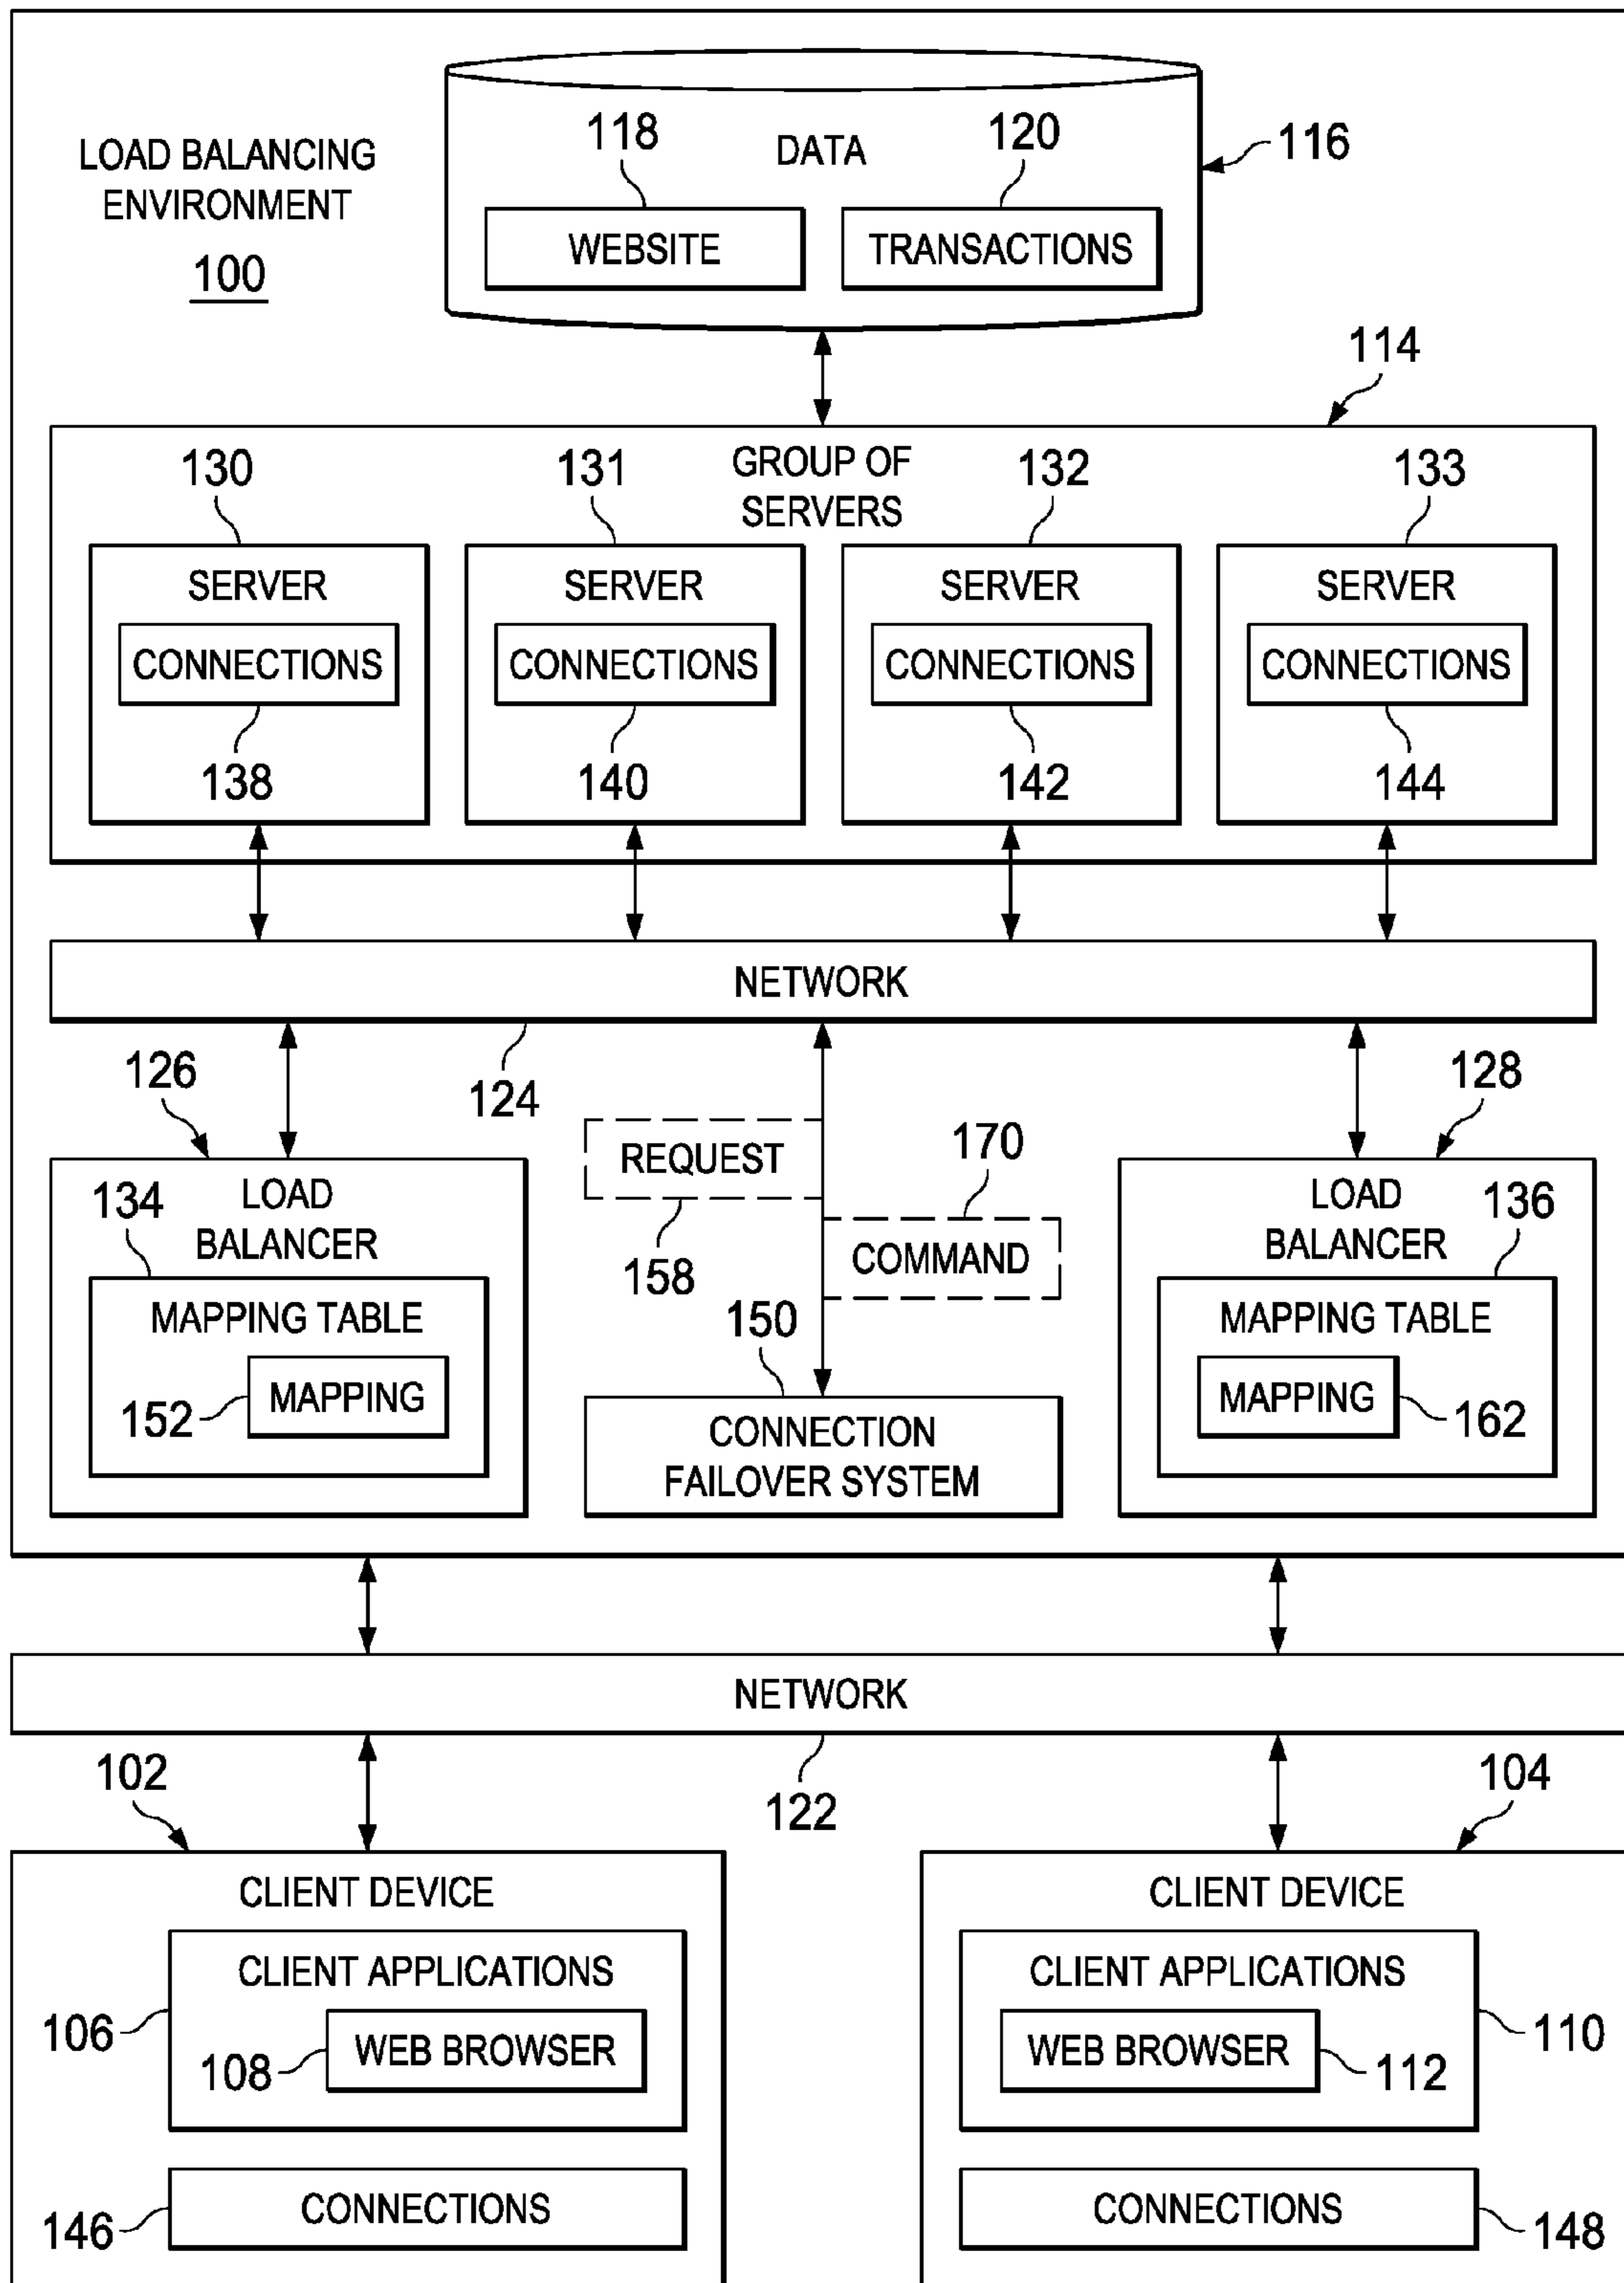 LOAD BALANCING
ENVIRONMENT
100
118
DATA
120
116
WEBSITE
TRANSACTIONS
114
130
131
GROUP OF
SERVERS
132
133
SERVER
SERVER
SERVER
SERVER
CONNECTIONS
CONNECTIONS
CONNECTIONS
CONNECTIONS
138
140
142
144
NETWORK
126
124
128
REQUEST
158
170
COMMAND
134
LOAD
BALANCER
MAPPING TABLE
152
MAPPING
150
CONNECTION
FAILOVER SYSTEM
LOAD
BALANCER
136
MAPPING TABLE
MAPPING
162
NETWORK
122
102
104
CLIENT DEVICE
CLIENT APPLICATIONS
106
WEB BROWSER
108
CONNECTIONS
146
CLIENT DEVICE
CLIENT APPLICATIONS
110
WEB BROWSER
112
CONNECTIONS
148